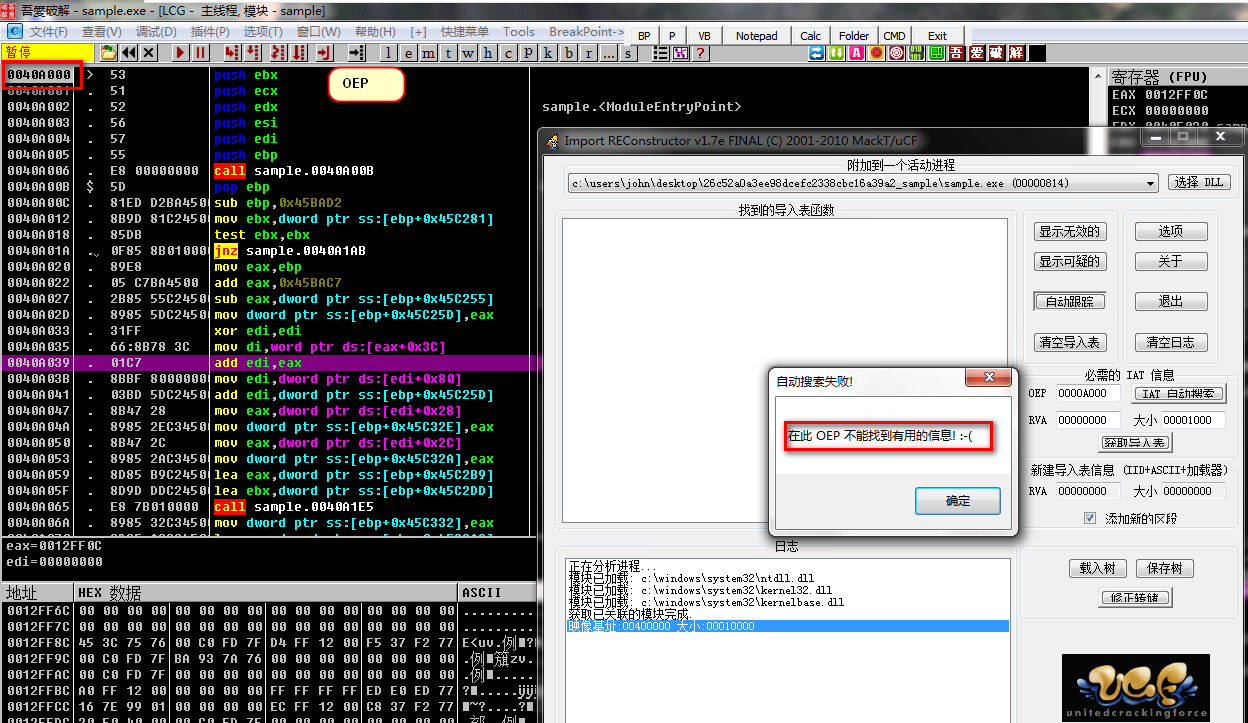 吾愛破解 - sample.exe - [LCG - 主线程, 模块 - sample]
文件(F) 查看(V) 调试(D) 插件(P) 选项(T) 窗口(W) 帮助(H) [+] 快捷菜单 Tools BreakPoint->
BP P VB Notepad Calc Folder CMD Exit
暂停
l e m t w h c p k b r ... s
吾 爱 破 解
0040A000 > 53 push ebx
0040A001 . 51 push ecx
0040A002 . 52 push edx
0040A003 . 56 push esi
0040A004 . 57 push edi
0040A005 . 55 push ebp
0040A006 . E8 00000000 call sample.0040A00B
0040A00B $ 5D pop ebp
0040A00C . 81ED D2BA4500 sub ebp,0x45BAD2
0040A012 . 8B9D 81C24500 mov ebx,dword ptr ss:[ebp+0x45C281]
0040A018 . 85DB test ebx,ebx
0040A01A . 0F85 8B010000 jnz sample.0040A1AB
0040A020 . 89E8 mov eax,ebp
0040A022 . 05 C7BA4500 add eax,0x45BAC7
0040A027 . 2B85 55C24500 sub eax,dword ptr ss:[ebp+0x45C255]
0040A02D . 8985 5DC24500 mov dword ptr ss:[ebp+0x45C25D],eax
0040A033 . 31FF xor edi,edi
0040A035 . 66:8B78 3C mov di,word ptr ds:[eax+0x3C]
0040A039 . 01C7 add edi,eax
0040A03B . 8BBF 80000000 mov edi,dword ptr ds:[edi+0x80]
0040A041 . 03BD 5DC24500 add edi,dword ptr ss:[ebp+0x45C25D]
0040A047 . 8B47 28 mov eax,dword ptr ds:[edi+0x28]
0040A04A . 8985 2EC34500 mov dword ptr ss:[ebp+0x45C32E],eax
0040A050 . 8B47 2C mov eax,dword ptr ds:[edi+0x2C]
0040A053 . 8985 2AC34500 mov dword ptr ss:[ebp+0x45C32A],eax
0040A059 . 8D85 B9C24500 lea eax,dword ptr ss:[ebp+0x45C2B9]
0040A05F . 8D9D DDC24500 lea ebx,dword ptr ss:[ebp+0x45C2DD]
0040A065 . E8 7B010000 call sample.0040A1E5
0040A06A . 8985 32C34500 mov dword ptr ss:[ebp+0x45C332],eax
OEP
sample.<ModuleEntryPoint>
寄存器 (FPU)
EAX 0012FF0C
ECX 00000000
eax=0012FF0C
edi=00000000
地址 HEX 数据 ASCII
0012FF6C 00 00 00 00 00 00 00 00 00 00 00 00 00 00 00 00 ................
0012FF7C 00 00 00 00 00 00 00 00 00 00 00 00 00 00 00 00 ................
0012FF8C 45 3C 75 76 00 C0 FD 7F D4 FF 12 00 F5 37 F2 77
0012FF9C 00 C0 FD 7F BA 93 7A 76 00 00 00 00 00 00 00 00
0012FFAC 00 C0 FD 7F 00 00 00 00 00 00 00 00 00 00 00 00
0012FFBC A0 FF 12 00 00 00 00 00 FF FF FF FF ED E0 ED 77
0012FFCC 16 7E 99 01 00 00 00 00 EC FF 12 00 C8 37 F2 77
Import REConstructor v1.7e FINAL (C) 2001-2010 MackT/uCF
附加到一个活动进程
c:\users\john\desktop\26c52a0a3ee98dcefc2338cbc16a39a2_sample\sample.exe (00000814)
选择 DLL
找到的导入表函数
显示无效的
显示可疑的
自动跟踪
清空导入表
选项
关于
退出
清空日志
必需的 IAT 信息
OEP 0000A000 IAT 自动搜索
RVA 00000000 大小 00001000
获取导入表
新建导入表信息 (IID+ASCII+加载器)
RVA 00000000 大小 00000000
添加新的区段
载入树 保存树
修正转储
自动搜索失败!
在此 OEP 不能找到有用的信息! :-(
确定
日志
正在分析进程...
模块已加载: c:\windows\system32\ntdll.dll
模块已加载: c:\windows\system32\kernel32.dll
模块已加载: c:\windows\system32\kernelbase.dll
获取已关联的模块完成.
映像基址:00400000 大小:00010000
UCF
unitedcrackingforce